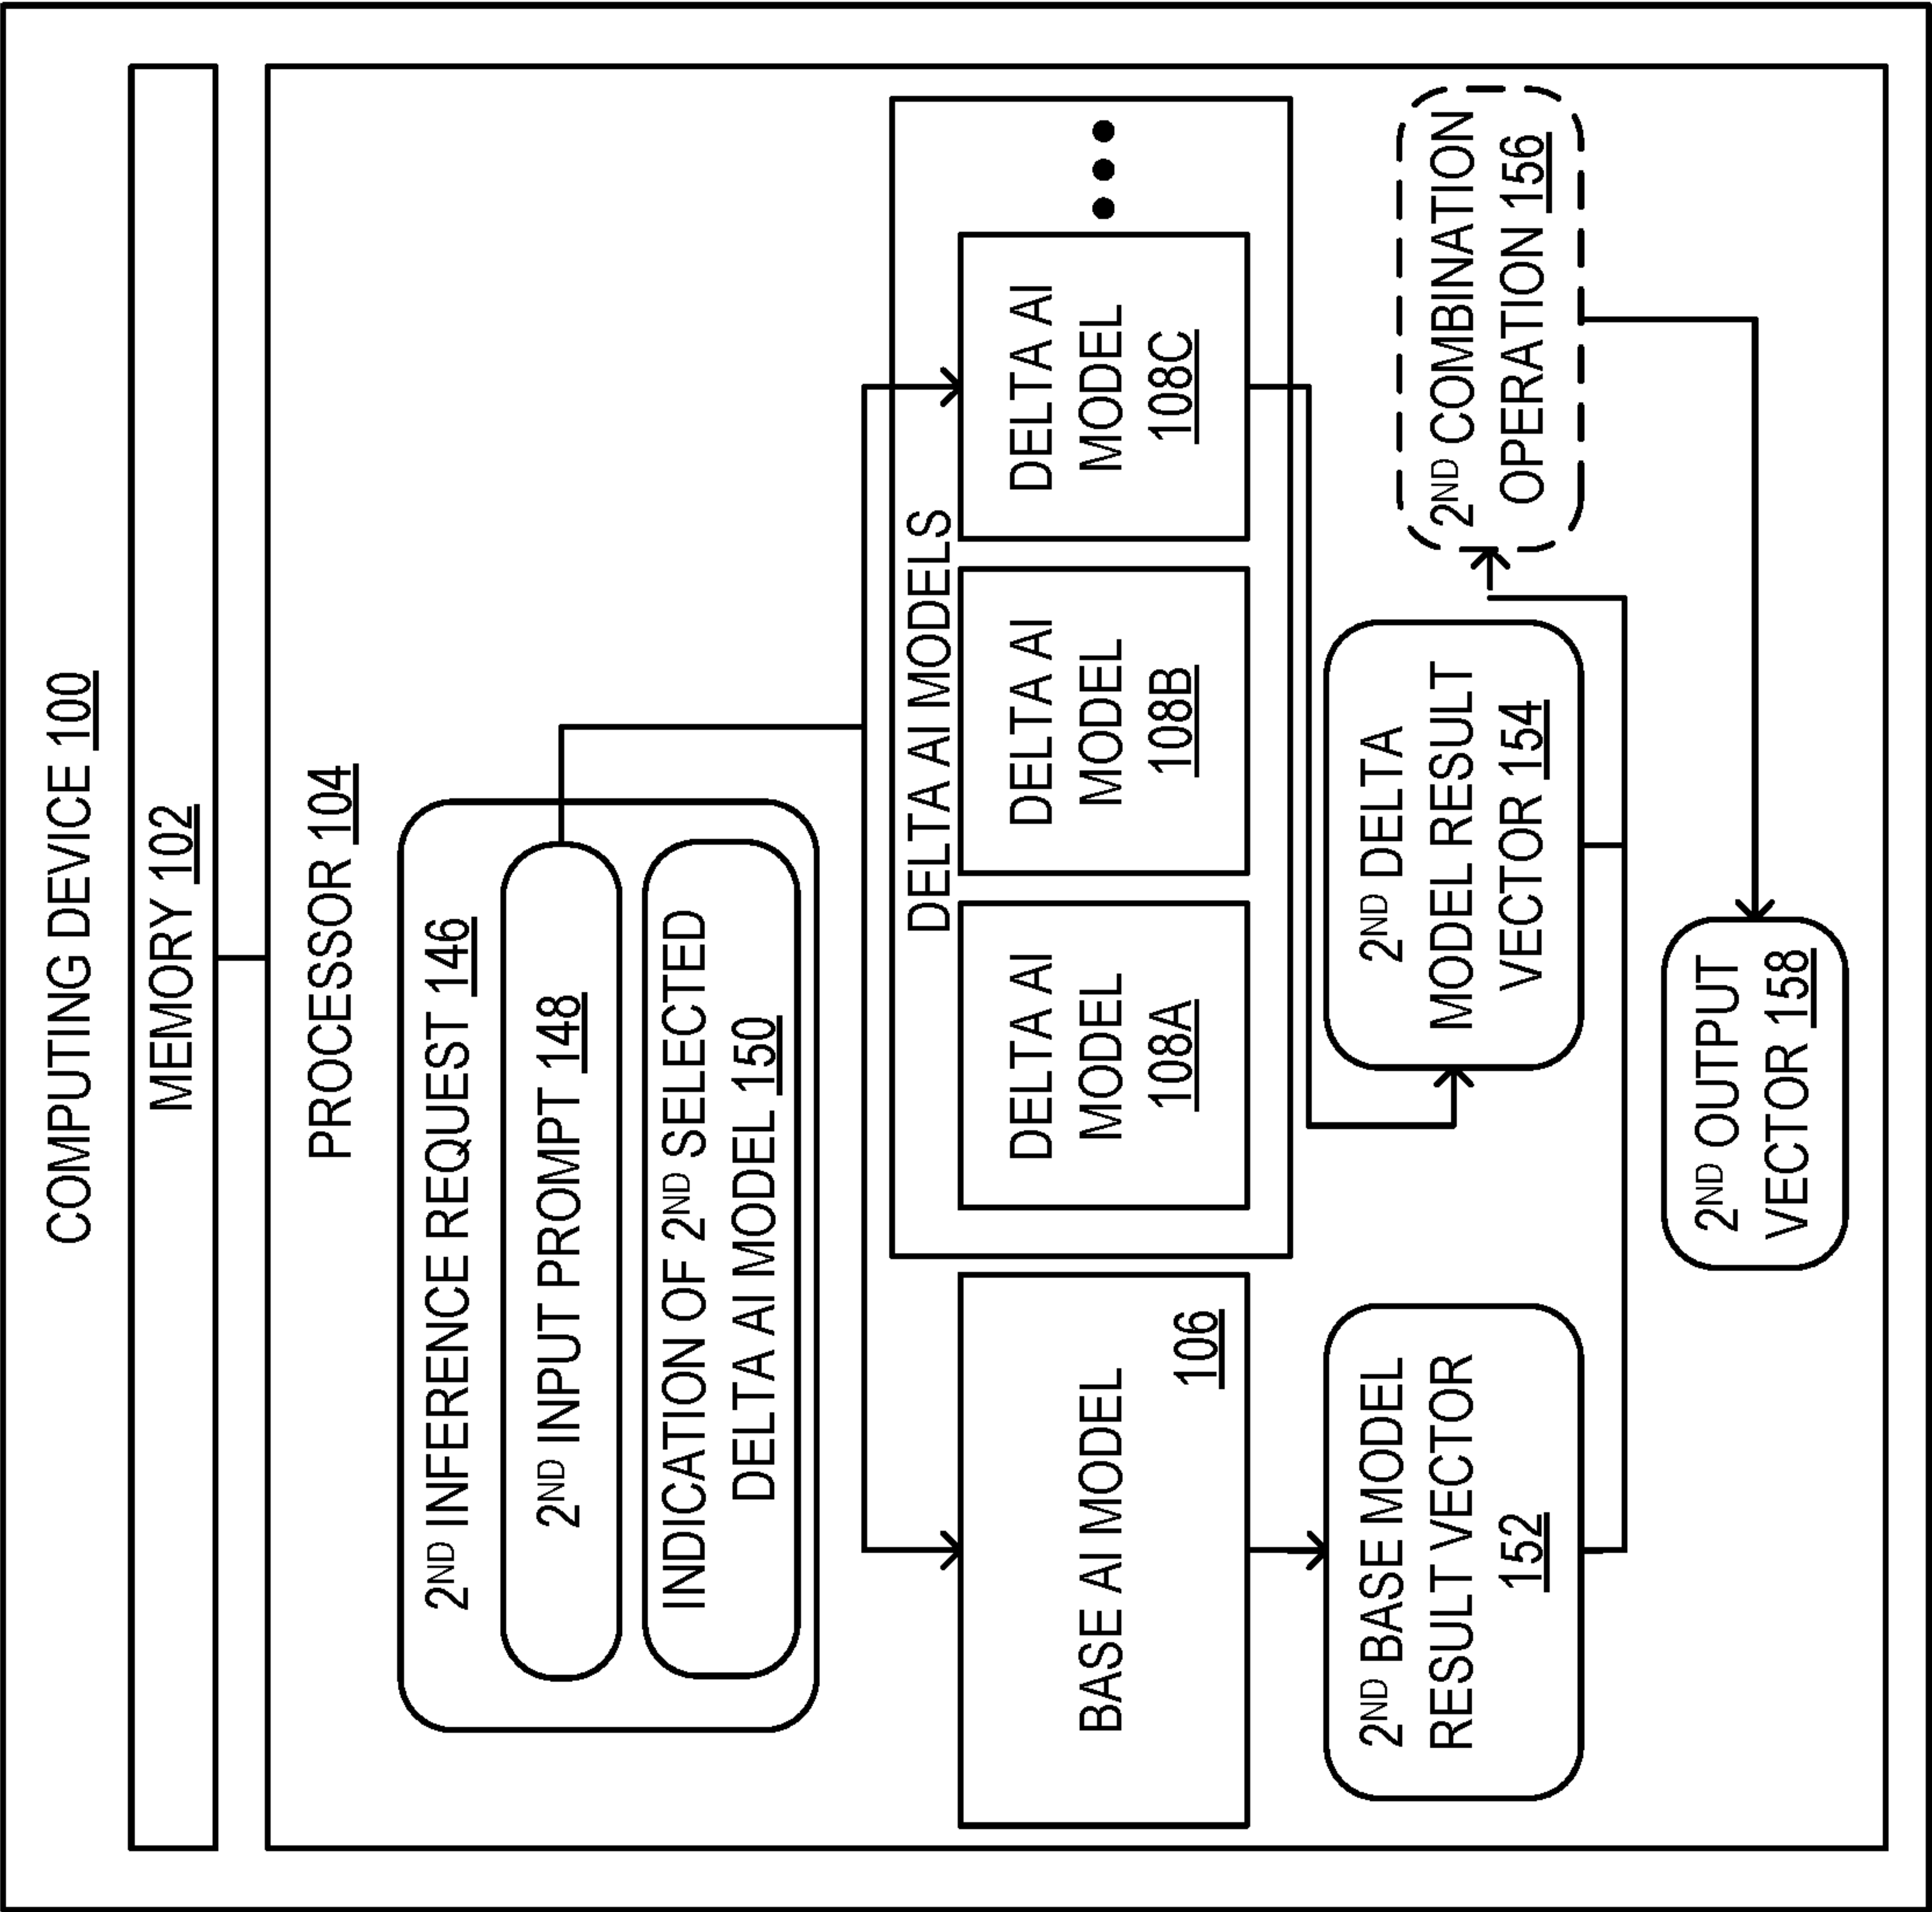 COMPUTING DEVICE 100
MEMORY 102
PROCESSOR 104
2ND INFERENCE REQUEST 146
2ND INPUT PROMPT 148
INDICATION OF 2ND SELECTED
DELTA AI MODEL 150
DELTA AI MODELS
BASE AI MODEL
106
DELTA AI
MODEL
108A
DELTA AI
MODEL
108B
DELTA AI
MODEL
108C
2ND BASE MODEL
RESULT VECTOR
152
2ND DELTA
MODEL RESULT
VECTOR 154
2ND COMBINATION
OPERATION 156
2ND OUTPUT
VECTOR 158